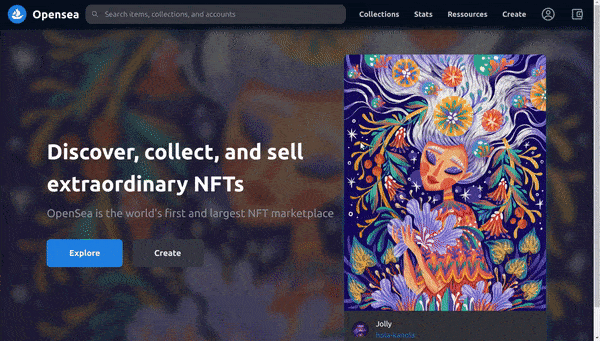 Opensea
Search items, collections, and accounts
Collections
Stats
Ressources
Create
Discover, collect, and sell
extraordinary NFTs
OpenSea is the world's first and largest NFT marketplace
Explore
Create
Jolly